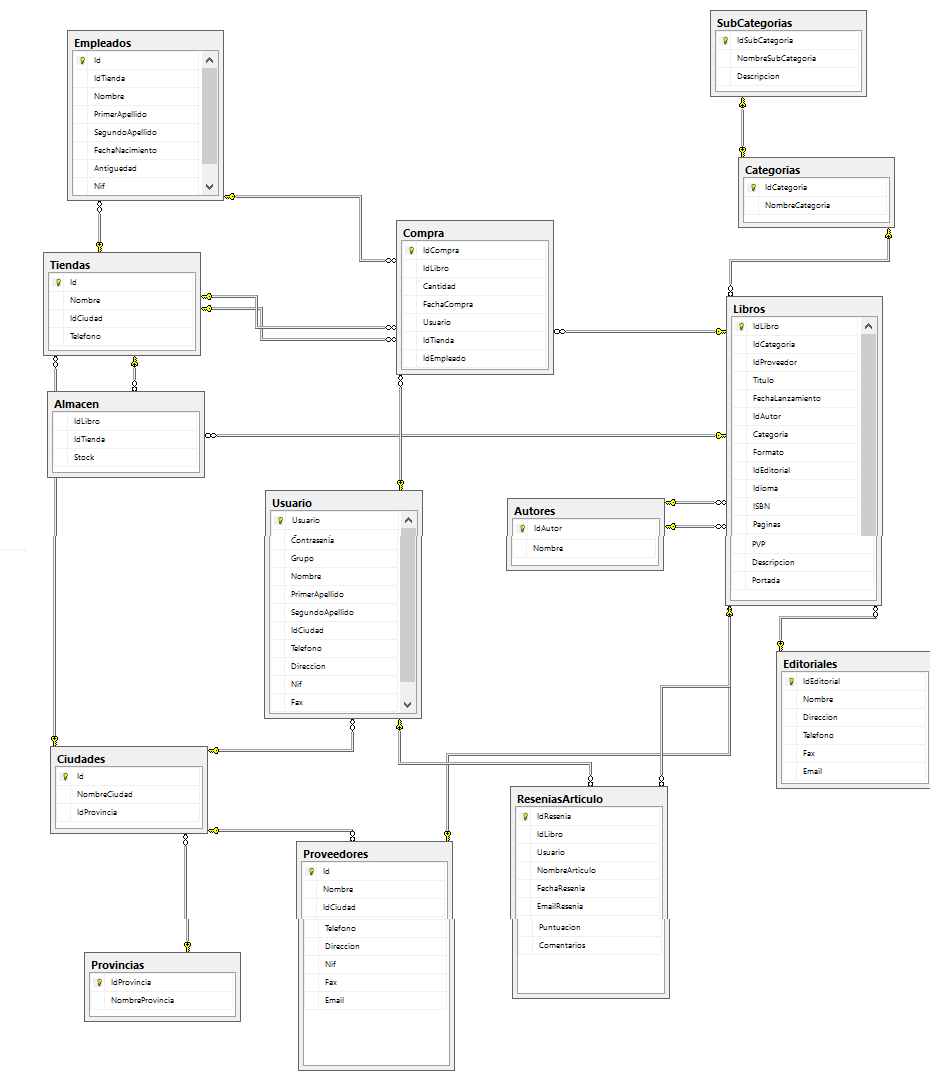 Empleados
Id
IdTienda
Nombre
PrimerApellido
SegundoApellido
FechaNacimiento
Antiguedad
Nif
SubCategorias
IdSubCategoria
NombreSubCategoria
Descripcion
Categorias
IdCategoria
NombreCategoria
Compra
IdCompra
IdLibro
Cantidad
FechaCompra
Usuario
IdTienda
IdEmpleado
Tiendas
Id
Nombre
IdCiudad
Telefono
Libros
IdLibro
IdCategoria
IdProveedor
Titulo
FechaLanzamiento
IdAutor
Categoria
Formato
IdEditorial
Idioma
ISBN
Paginas
PVP
Descripcion
Portada
Almacen
IdLibro
IdTienda
Stock
Usuario
Usuario
Contrasenía
Grupo
Nombre
PrimerApellido
SegundoApellido
IdCiudad
Telefono
Direccion
Nif
Fax
Autores
IdAutor
Nombre
Editoriales
IdEditorial
Nombre
Direccion
Telefono
Fax
Email
Ciudades
Id
NombreCiudad
IdProvincia
ReseniasArticulo
IdResenia
IdLibro
Usuario
NombreArticulo
FechaResenia
EmailResenia
Puntuacion
Comentarios
Proveedores
Id
Nombre
IdCiudad
Telefono
Direccion
Nif
Fax
Email
Provincias
IdProvincia
NombreProvincia